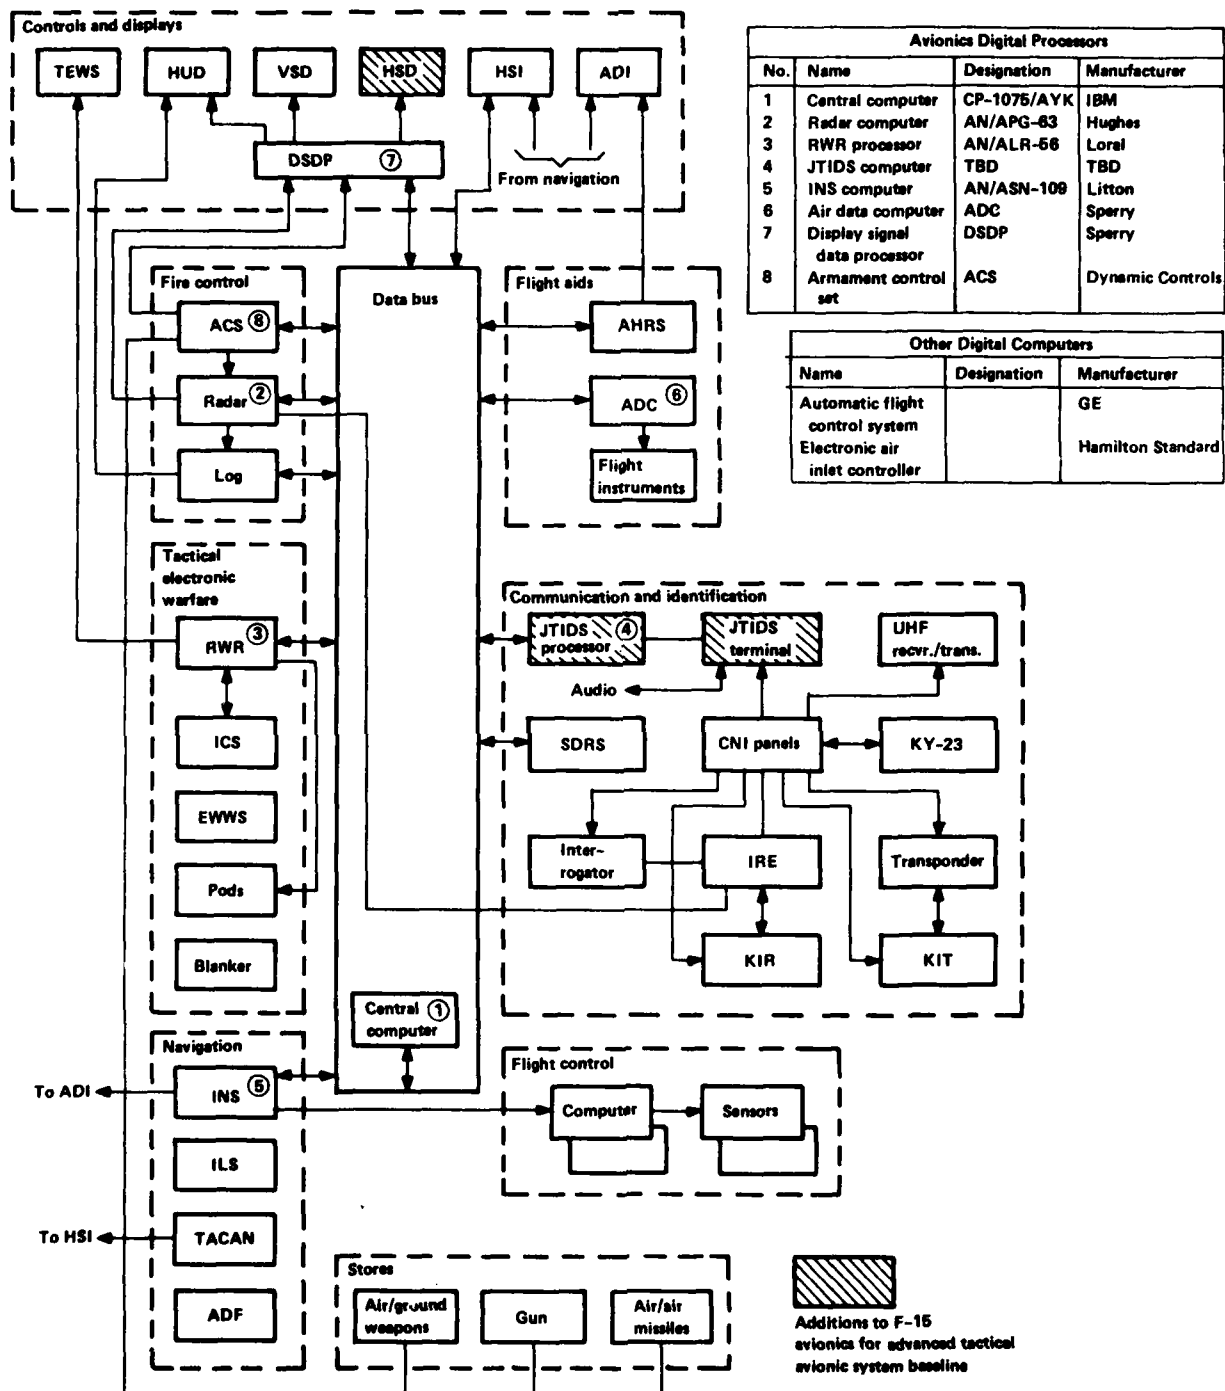 Controls and displays
TEWS
HUD
VSD
HSD
HSI
ADI
DSDP ⑦
From navigation
Avionics Digital Processors
No. Name Designation Manufacturer
1 Central computer CP-1075/AYK IBM
2 Radar computer AN/APG-63 Hughes
3 RWR processor AN/ALR-56 Loral
4 JTIDS computer TBD TBD
5 INS computer AN/ASN-109 Litton
6 Air data computer ADC Sperry
7 Display signal DSDP Sperry
data processor
8 Armament control ACS Dynamic Controls
set
Other Digital Computers
Name Designation Manufacturer
Automatic flight GE
control system
Electronic air Hamilton Standard
inlet controller
Fire control
ACS ⑧
Radar ②
Log
Data bus
Flight aids
AHRS
ADC ⑥
Flight
instruments
Tactical
electronic
warfare
RWR ③
ICS
EWWS
Pods
Blanker
Communication and identification
JTIDS ④
processor
JTIDS
terminal
UHF
recvr./trans.
Audio
SDRS
CNI panels
KY-23
Inter-
rogator
IRE
Transponder
KIR
KIT
Central ①
computer
Navigation
INS ⑤
To ADI
ILS
TACAN
To HSI
ADF
Flight control
Computer
Sensors
Stores
Air/ground
weapons
Gun
Air/air
missiles
Additions to F-15
avionics for advanced tactical
avionic system baseline